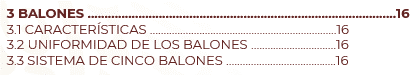 3 BALONES ........................................................................................16
3.1 CARACTERÍSTICAS ......................................................16
3.2 UNIFORMIDAD DE LOS BALONES .........................16
3.3 SISTEMA DE CINCO BALONES ................................16